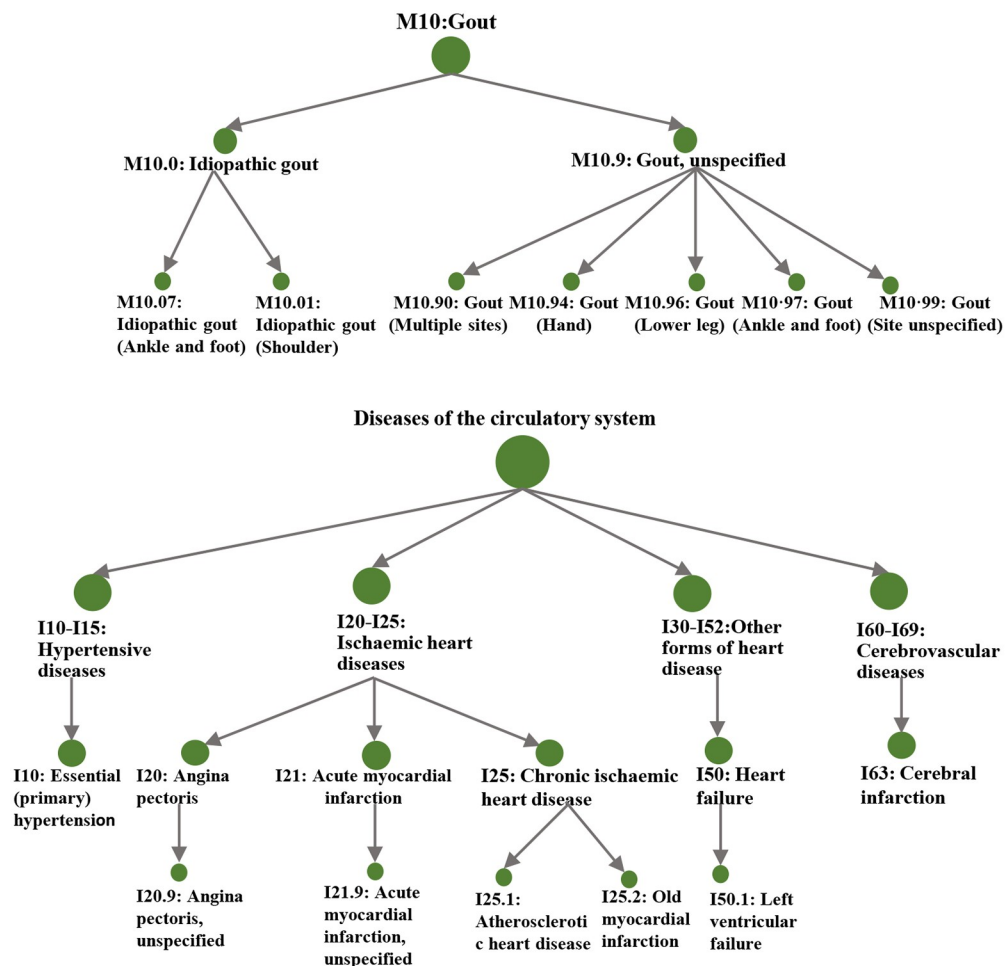 M10:Gout
M10.0: Idiopathic gout
M10.9: Gout, unspecified
M10.07:
Idiopathic gout
(Ankle and foot)
M10.01:
Idiopathic gout
(Shoulder)
M10.90: Gout
(Multiple sites)
M10.94: Gout
(Hand)
M10.96: Gout
(Lower leg)
M10·97: Gout
(Ankle and foot)
M10·99: Gout
(Site unspecified)
Diseases of the circulatory system
I10-I15:
Hypertensive
diseases
I20-I25:
Ischaemic heart
diseases
I30-I52:Other
forms of heart
disease
I60-I69:
Cerebrovascular
diseases
I10: Essential
(primary)
hypertension
I20: Angina
pectoris
I21: Acute myocardial
infarction
I25: Chronic ischaemic
heart disease
I50: Heart
failure
I63: Cerebral
infarction
I20.9: Angina
pectoris,
unspecified
I21.9: Acute
myocardial
infarction,
unspecified
I25.1:
Atheroscleroti
c heart disease
I25.2: Old
myocardial
infarction
I50.1: Left
ventricular
failure